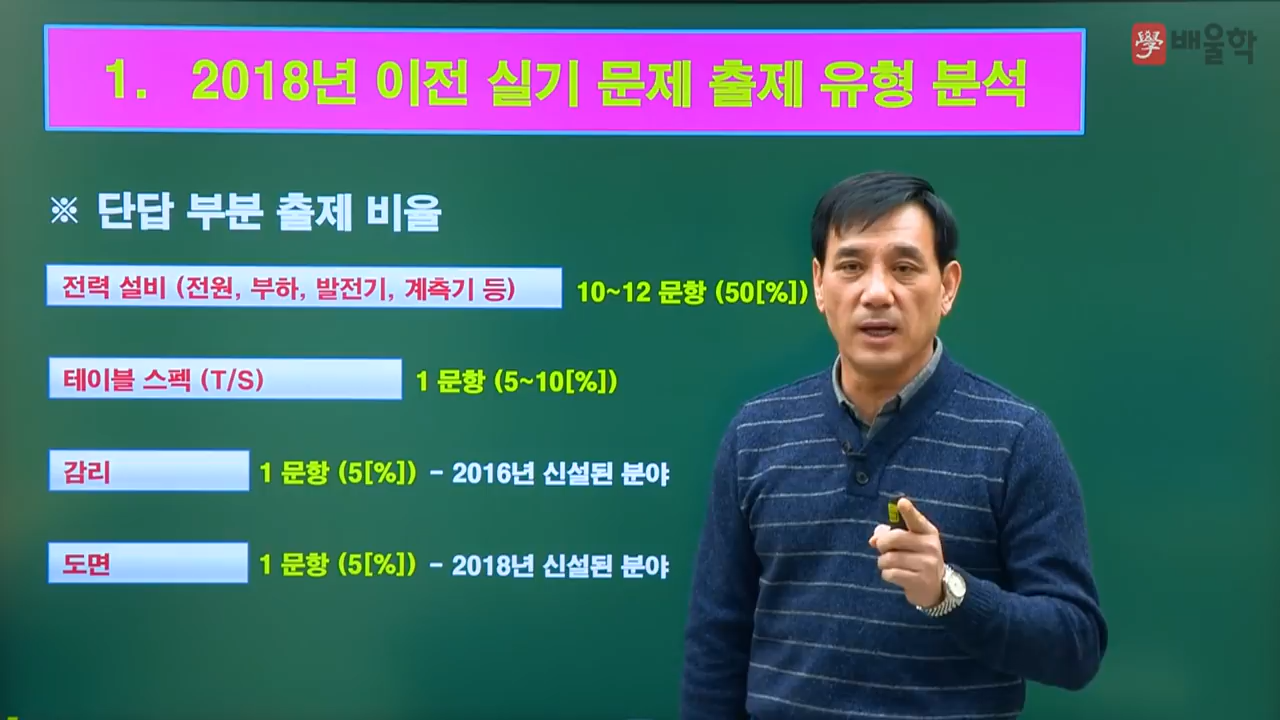 1. 2018년 이전 실기 문제 출제 유형 분석
學 배울학
※ 단답 부분 출제 비율
전력 설비 (전원, 부하, 발전기, 계측기 등) 10~12 문항 (50[%])
테이블 스펙 (T/S) 1 문항 (5~10[%])
감리 1 문항 (5[%]) - 2016년 신설된 분야
도면 1 문항 (5[%]) - 2018년 신설된 분야